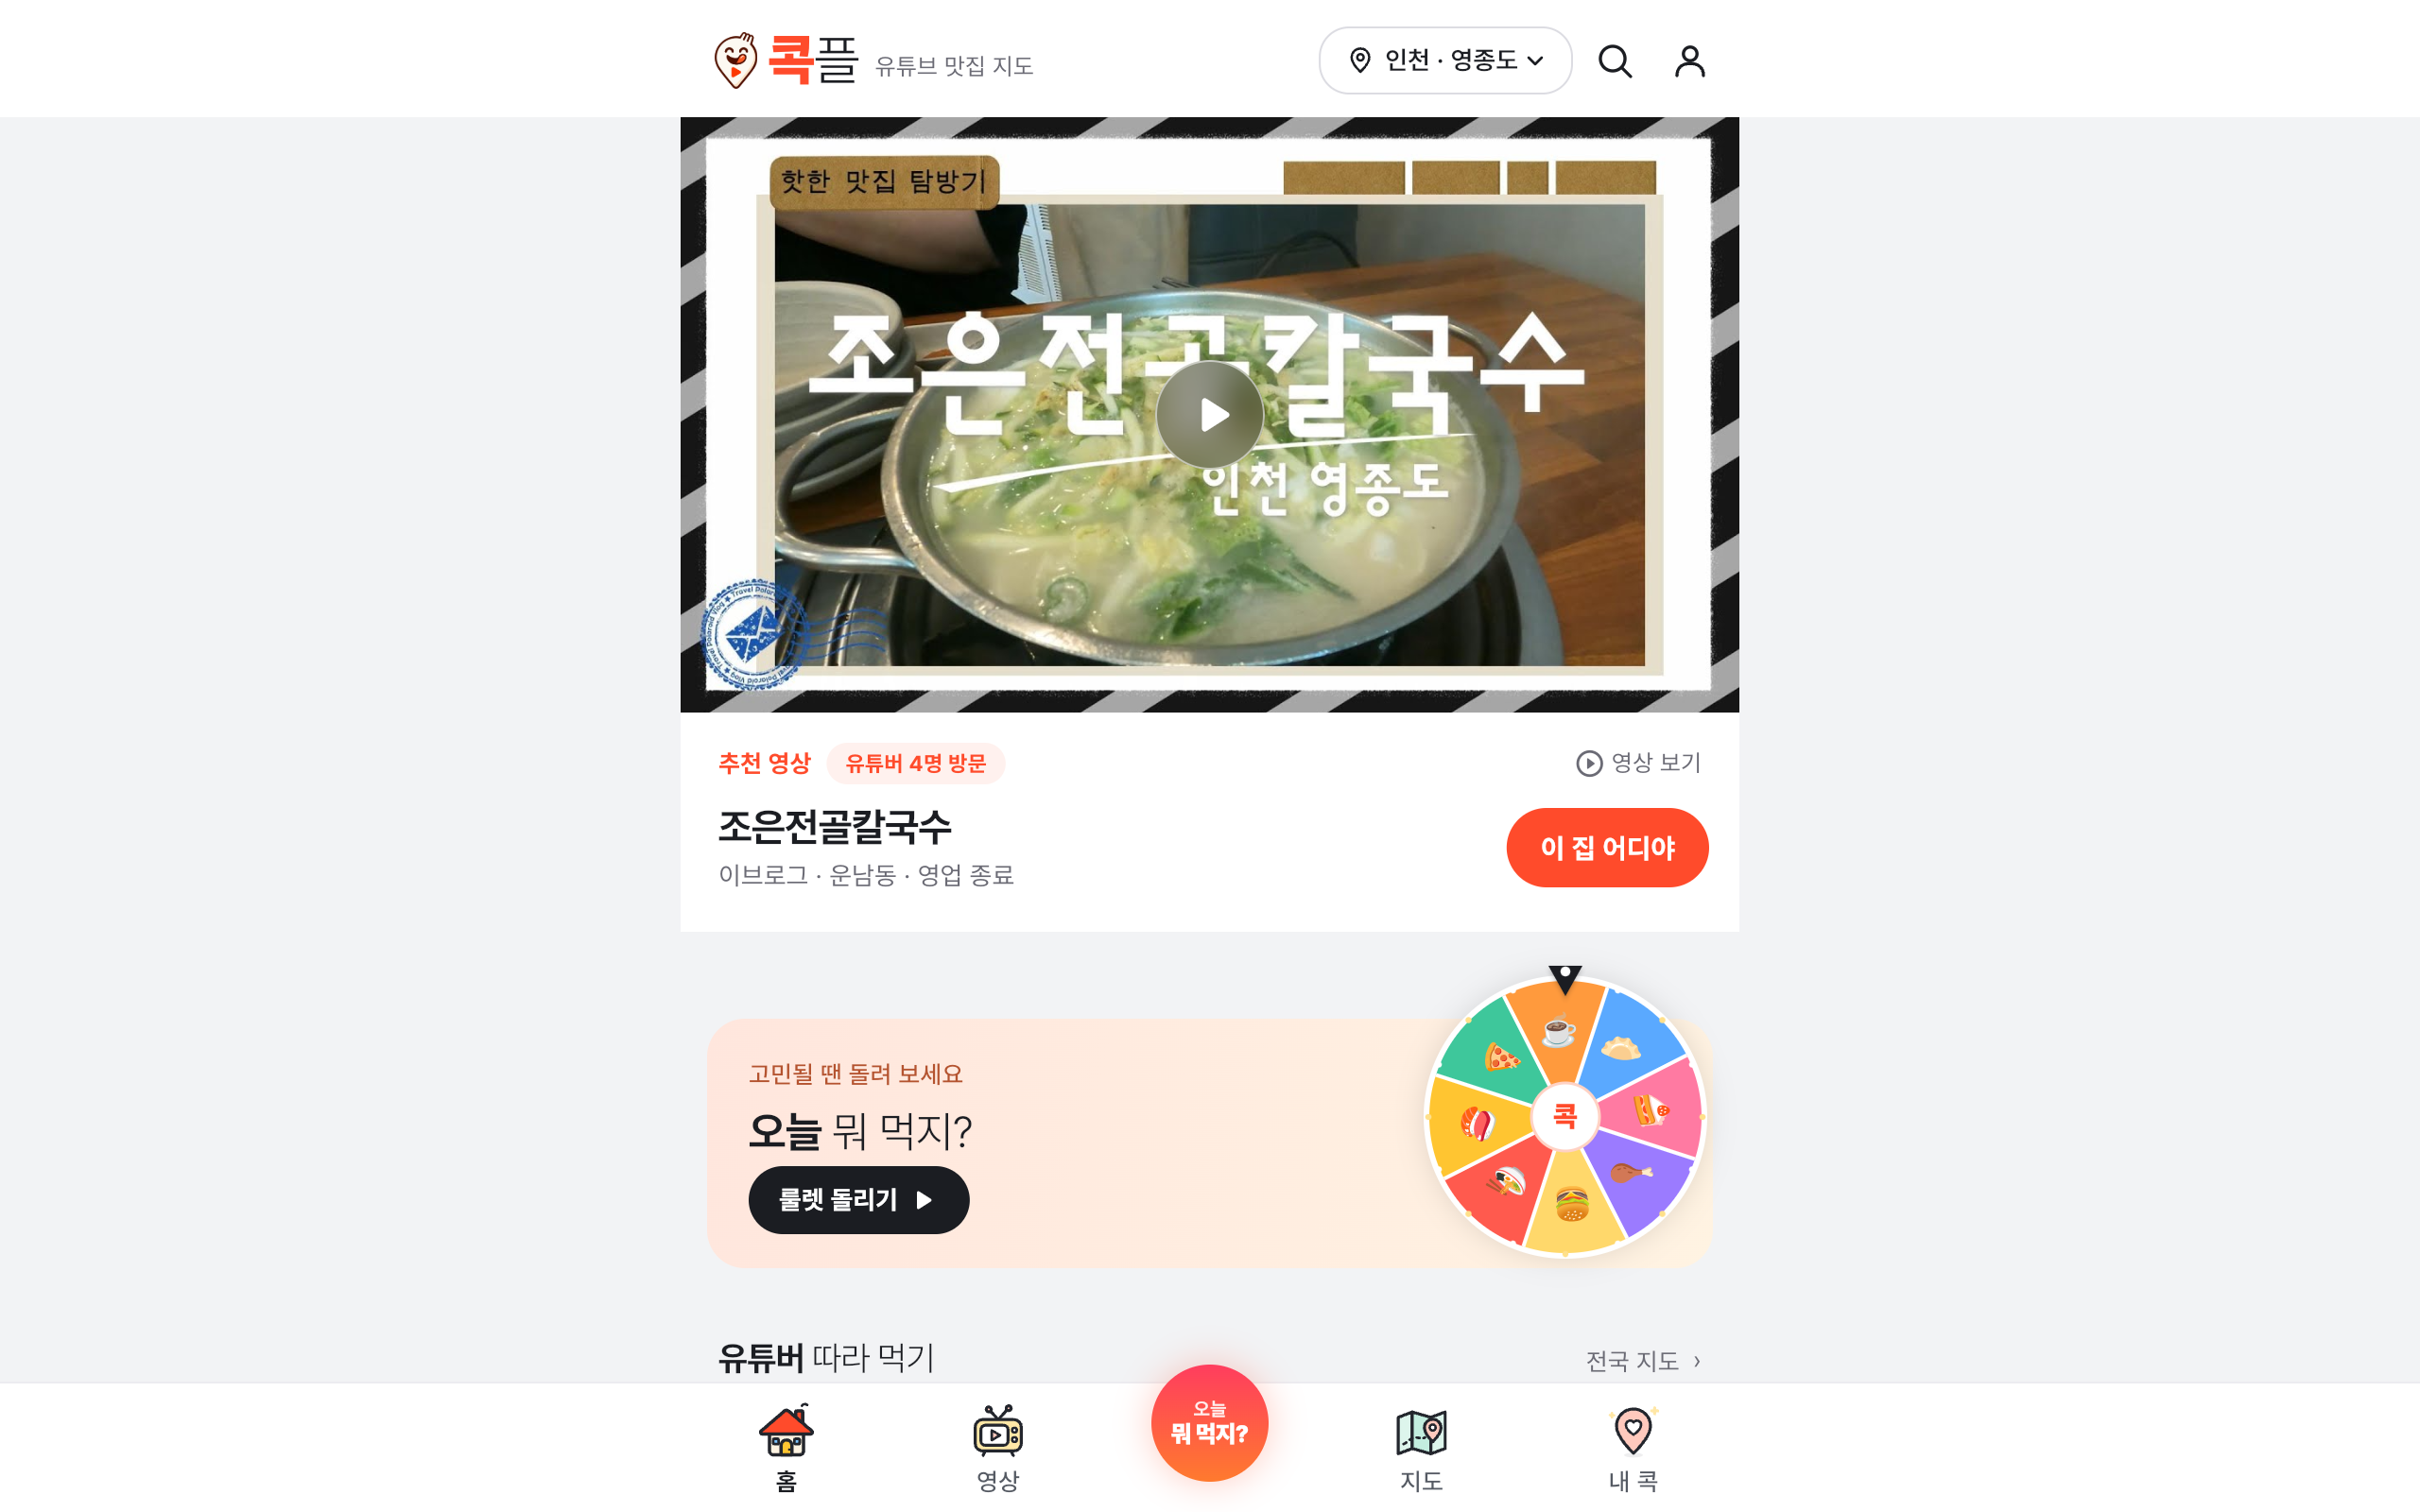 콕플 유튜브 맛집 지도
인천 · 영종도
핫한 맛집 탐방기
조은전골칼국수
인천 영종도
Travel Polaroid Vlog
추천 영상
유튜버 4명 방문
영상 보기
조은전골칼국수
이브로그 · 운남동 · 영업 종료
이 집 어디야
고민될 땐 돌려 보세요
오늘 뭐 먹지?
룰렛 돌리기
콕
유튜버 따라 먹기
전국 지도 ›
홈
영상
오늘
뭐 먹지?
지도
내 콕